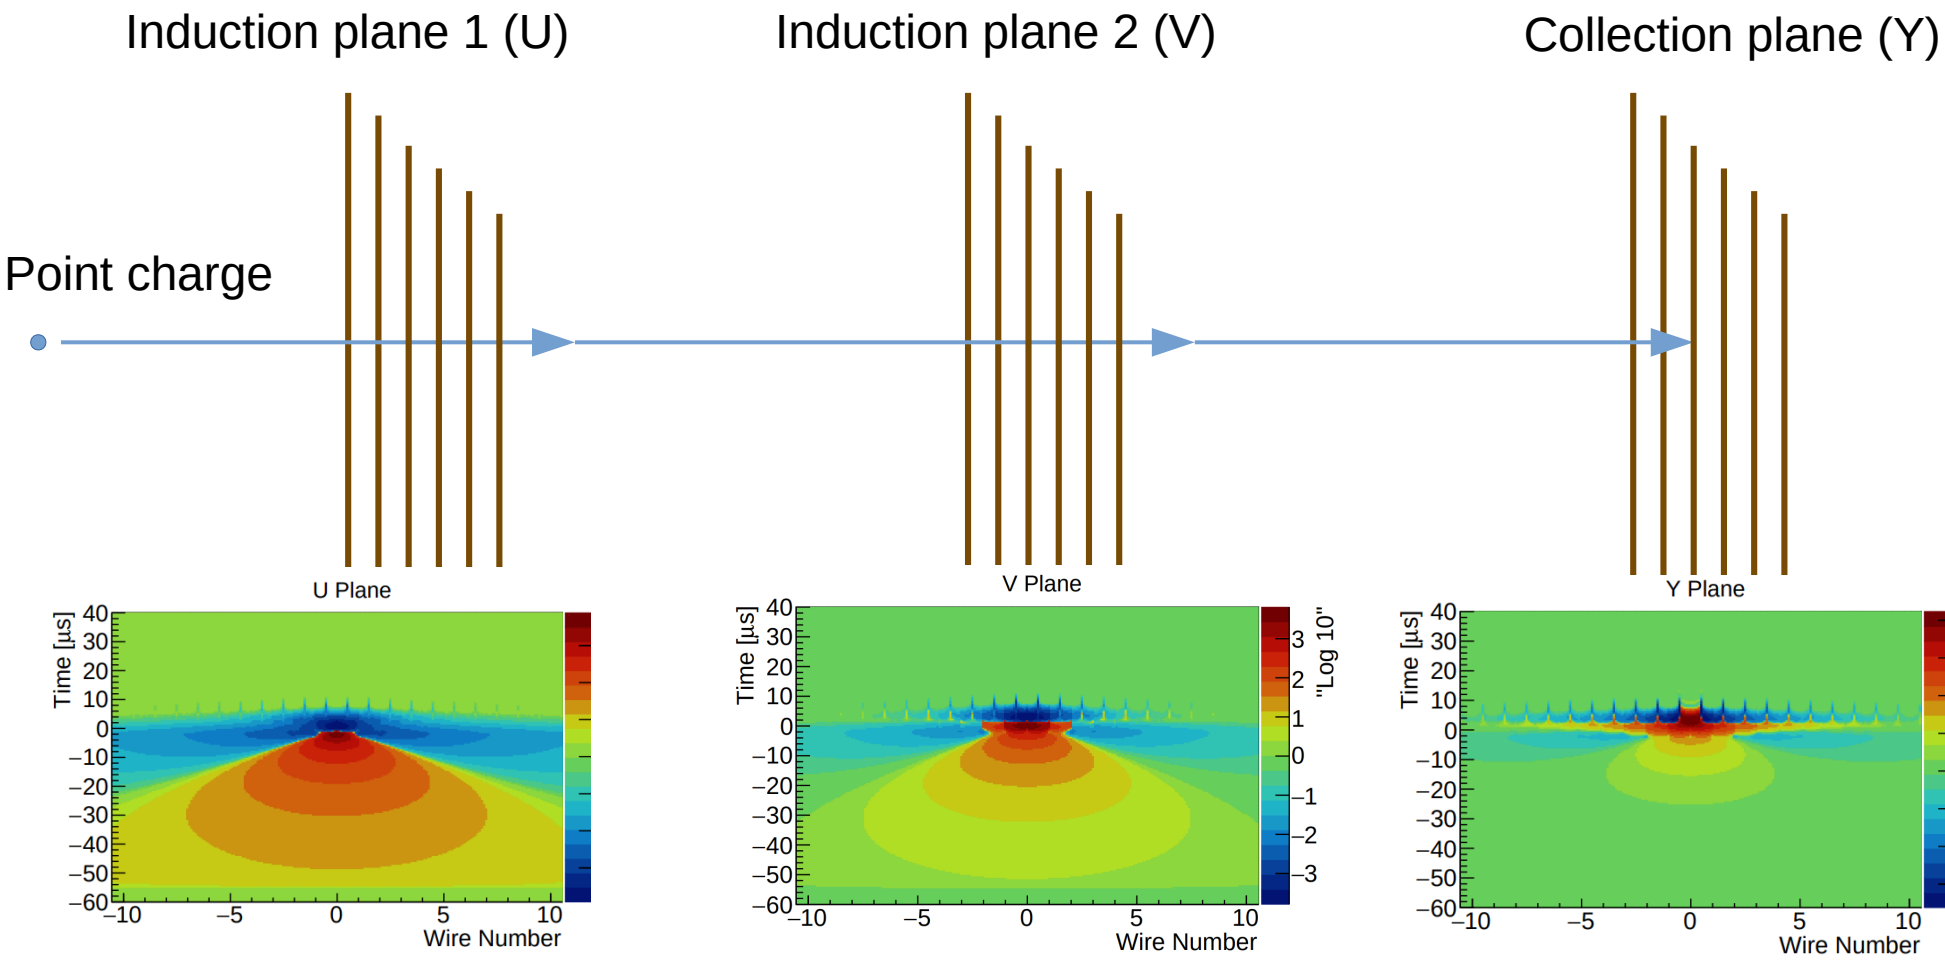 Induction plane 1 (U)
Induction plane 2 (V)
Collection plane (Y)
Point charge
U Plane
Time [μs]
40
30
20
10
0
−10
−20
−30
−40
−50
−60
−10 −5 0 5 10
Wire Number
V Plane
Time [μs]
40
30
20
10
0
−10
−20
−30
−40
−50
−60
−10 −5 0 5 10
Wire Number
3
2
1
0
−1
−2
−3
"Log 10"
Y Plane
Time [μs]
40
30
20
10
0
−10
−20
−30
−40
−50
−60
−10 −5 0 5 10
Wire Number